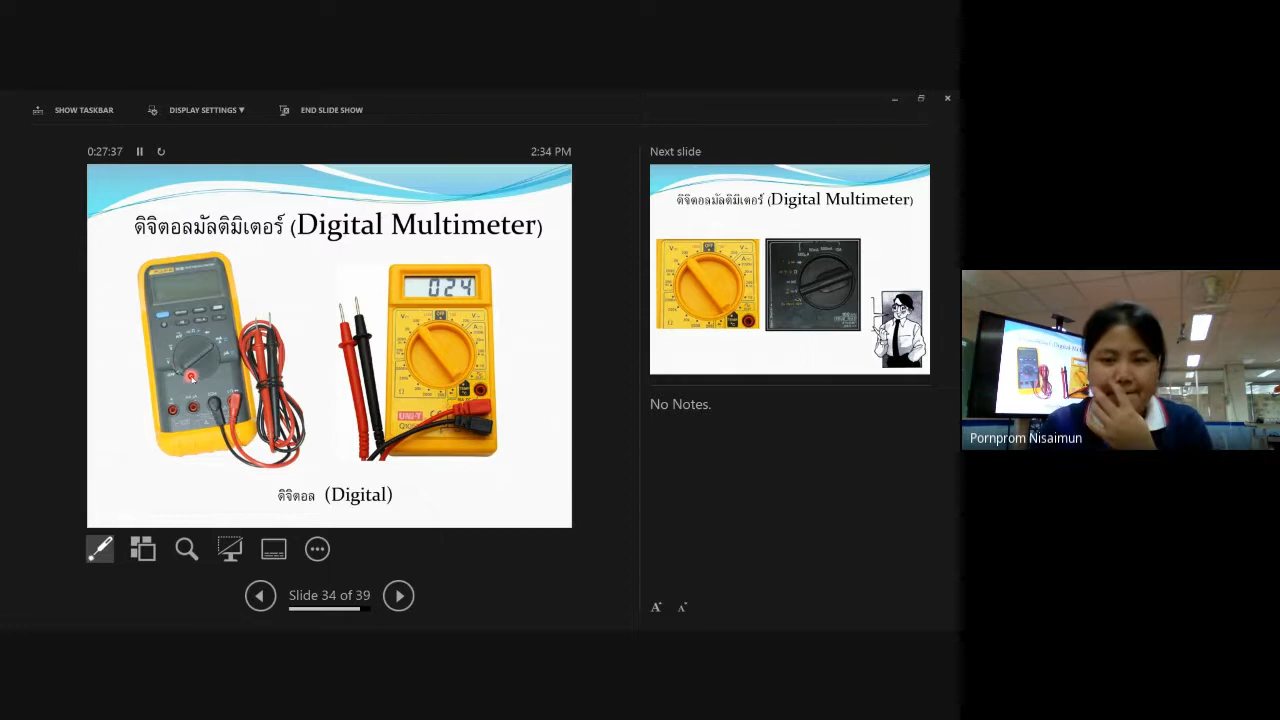 SHOW TASKBAR
DISPLAY SETTINGS ▼
END SLIDE SHOW
0:27:37
2:34 PM
ดิจิตอลมัลติมิเตอร์ (Digital Multimeter)
024
OFF
UNI-T
ดิจิตอล (Digital)
Slide 34 of 39
Next slide
ดิจิตอลมัลติมิเตอร์ (Digital Multimeter)
OFF
No Notes.
Pornprom Nisaimun